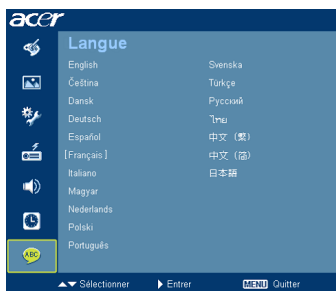 acer
Langue
English
Čeština
Dansk
Deutsch
Español
[Français]
Italiano
Magyar
Nederlands
Polski
Português
Svenska
Türkçe
Русский
ไทย
中文 (繁)
中文 (简)
日本語
ABC
▲▼ Sélectionner ▶ Entrer MENU Quitter